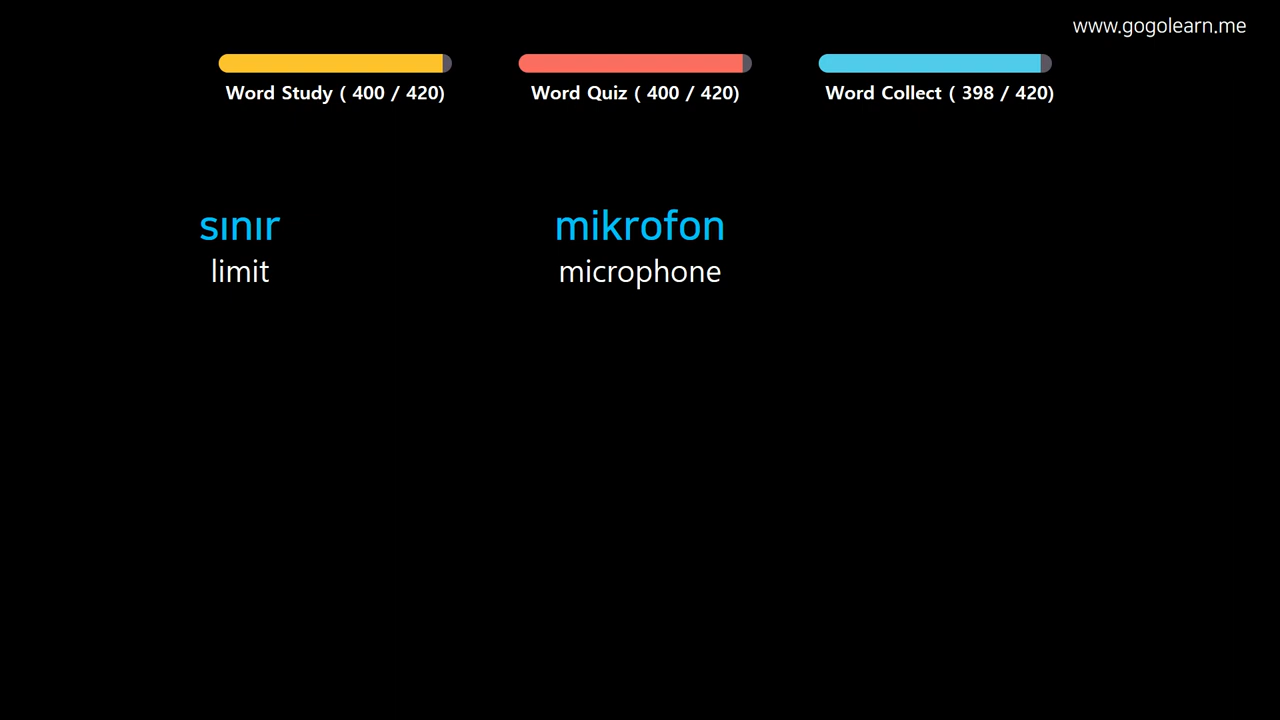 www.gogolearn.me
Word Study ( 400 / 420)
Word Quiz ( 400 / 420)
Word Collect ( 398 / 420)
sınır
limit
mikrofon
microphone